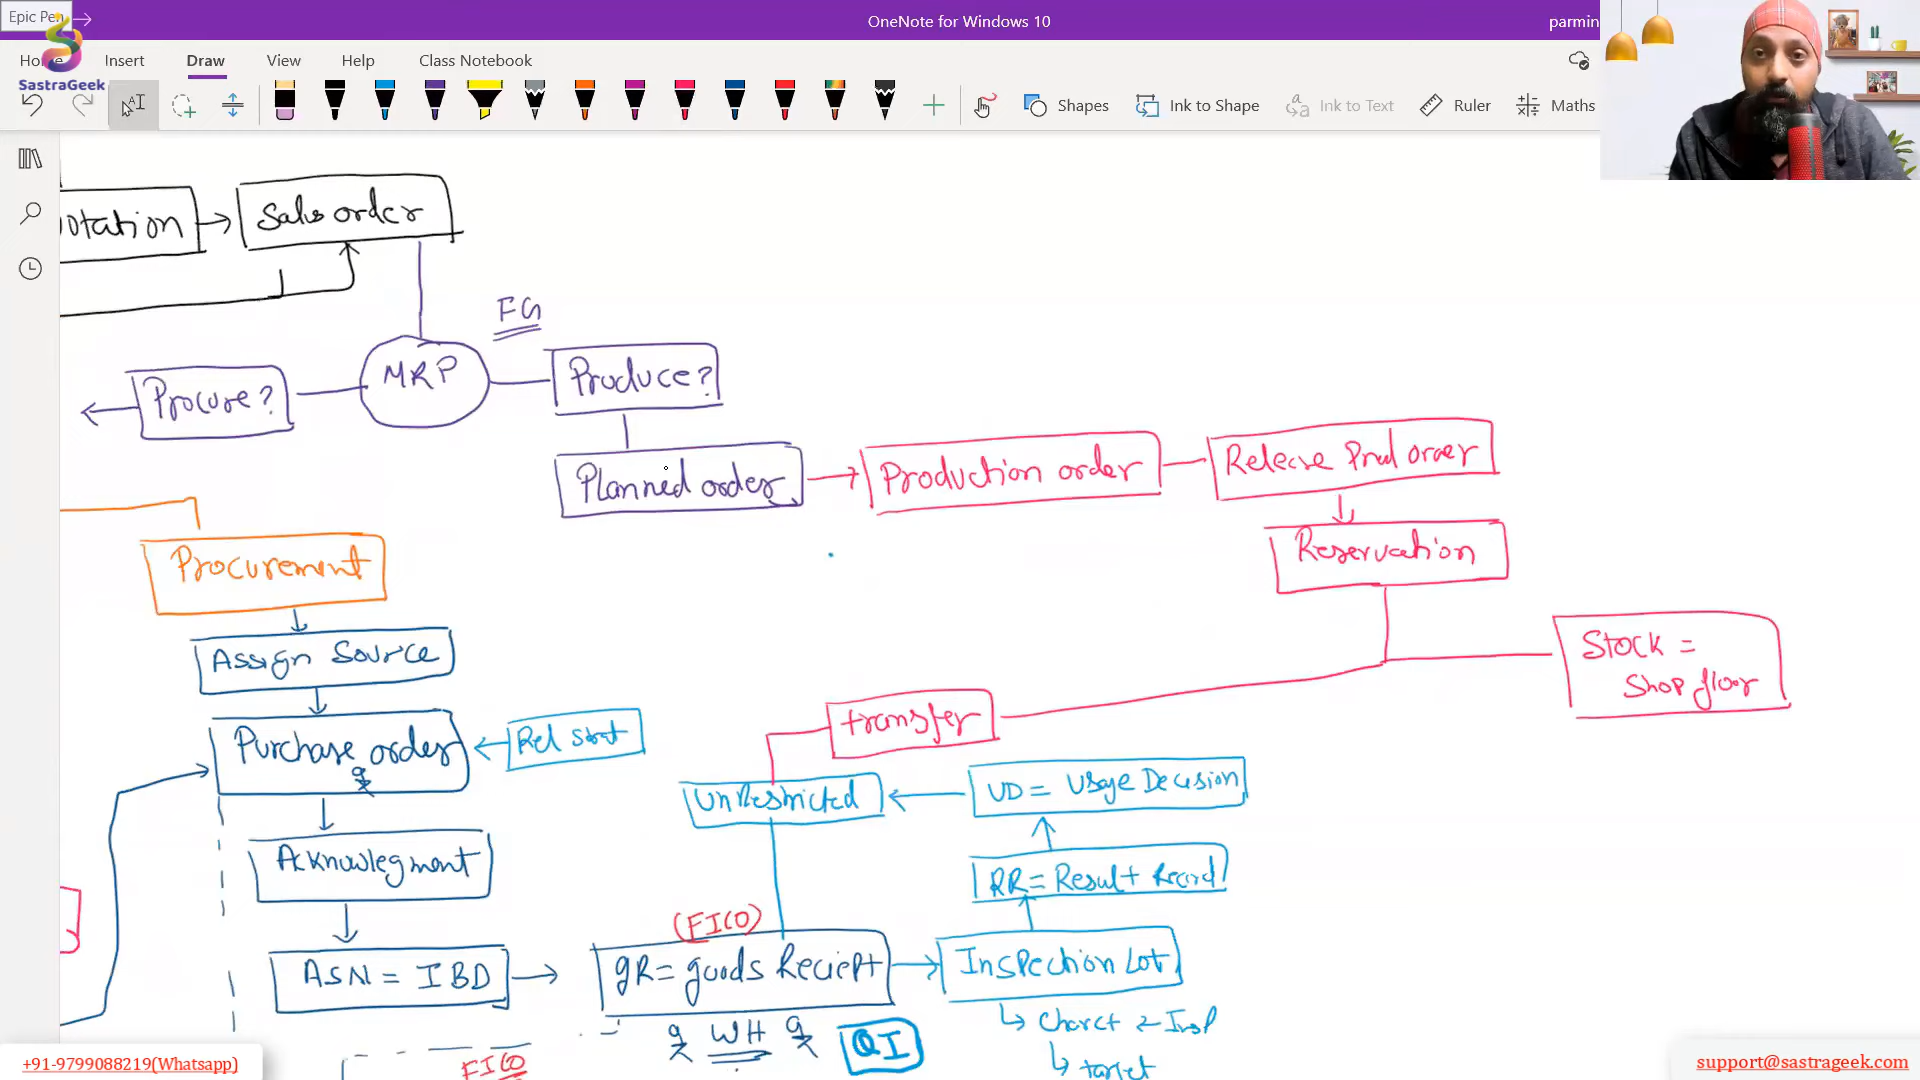 Epic Pen
OneNote for Windows 10
parmin
Home
Insert
Draw
View
Help
Class Notebook
SastraGeek
Shapes
Ink to Shape
Ink to Text
Ruler
Maths
otation
Sales order
FG
MRP
Procure?
Produce?
Planned order
Production order
Release Prod order
Reservation
Procurement
Stock =
Shop floor
Assign Source
transfer
Purchase order
Rel strat
UnRestricted
UD = Usage Decision
Acknowlegment
RR = Result Record
(FICO)
ASN = IBD
GR = goods Reciept
Inspection Lot
WH
QI
Charct
Insp
target
FICO
+91-9799088219(Whatsapp)
support@sastrageek.com